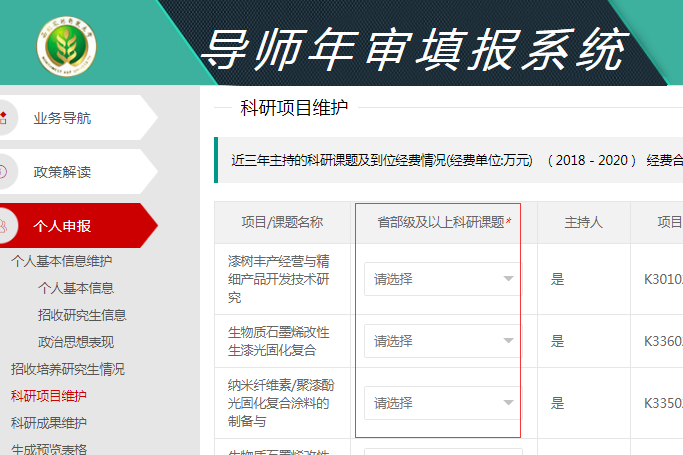 导师年审填报系统
科研项目维护
业务导航
近三年主持的科研课题及到位经费情况(经费单位:万元) (2018-2020) 经费合
政策解读
个人申报
项目/课题名称 省部级及以上科研课题* 主持人 项目
个人基本信息维护
个人基本信息
招收研究生信息
政治思想表现
招收培养研究生情况
科研项目维护
科研成果维护
生成预览表格
漆树丰产经营与精
细产品开发技术研
究
请选择 是 K3010
生物质石墨烯改性
生漆光固化复合
请选择 是 K3360
纳米纤维素/聚漆酚
光固化复合涂料的
制备与
请选择 是 K3350
生物质石墨烯改性